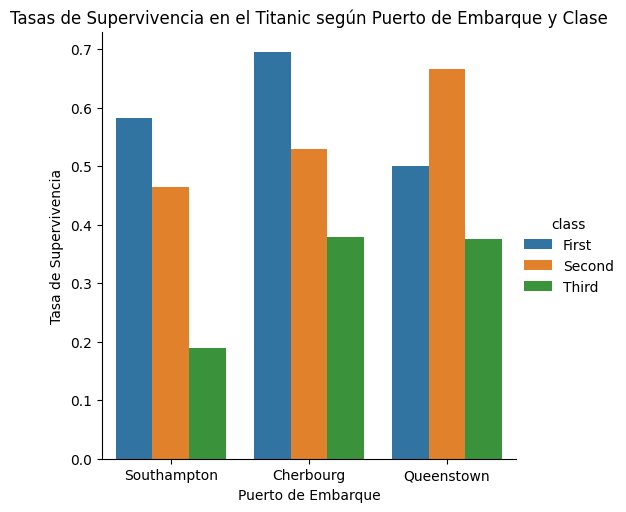 Tasas de Supervivencia en el Titanic según Puerto de Embarque y Clase
Tasa de Supervivencia
0.7
0.6
0.5
0.4
0.3
0.2
0.1
0.0
Southampton
Cherbourg
Queenstown
Puerto de Embarque
class
First
Second
Third